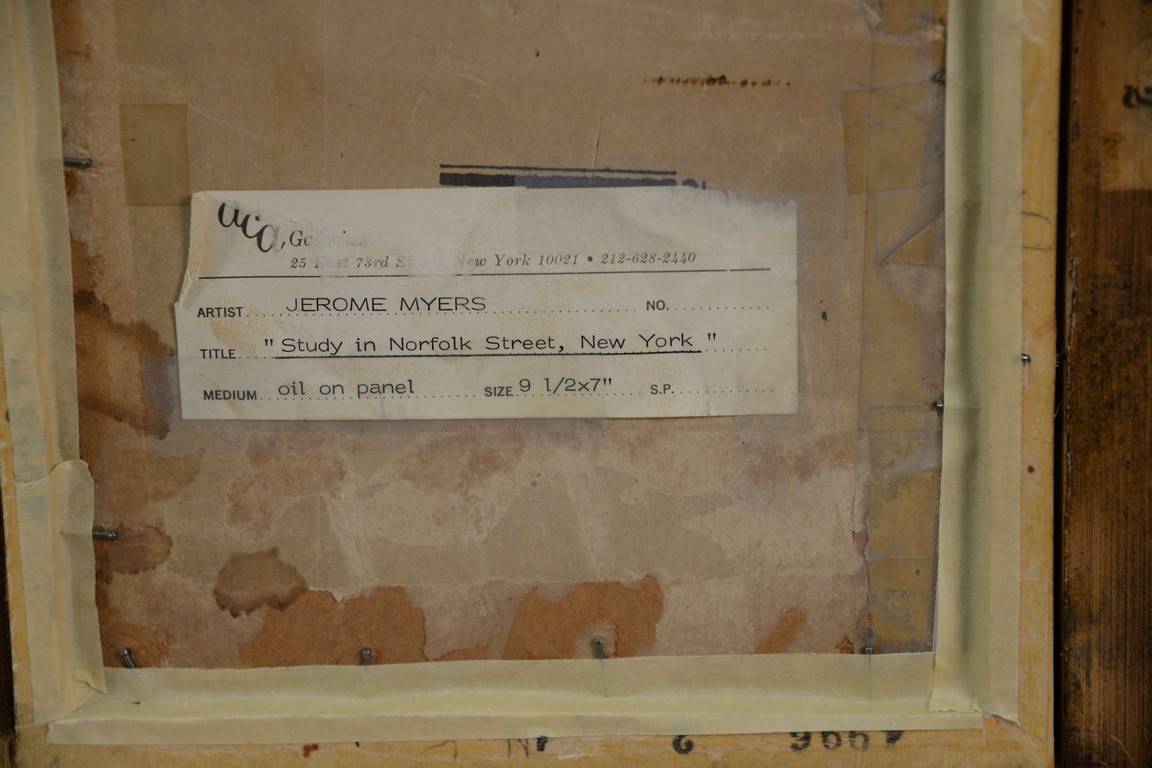 aca Galleries
25 East 73rd Street New York 10021 • 212-628-2440
ARTIST JEROME MYERS NO.
TITLE "Study in Norfolk Street, New York"
MEDIUM oil on panel SIZE 9 1/2x7" S.P.